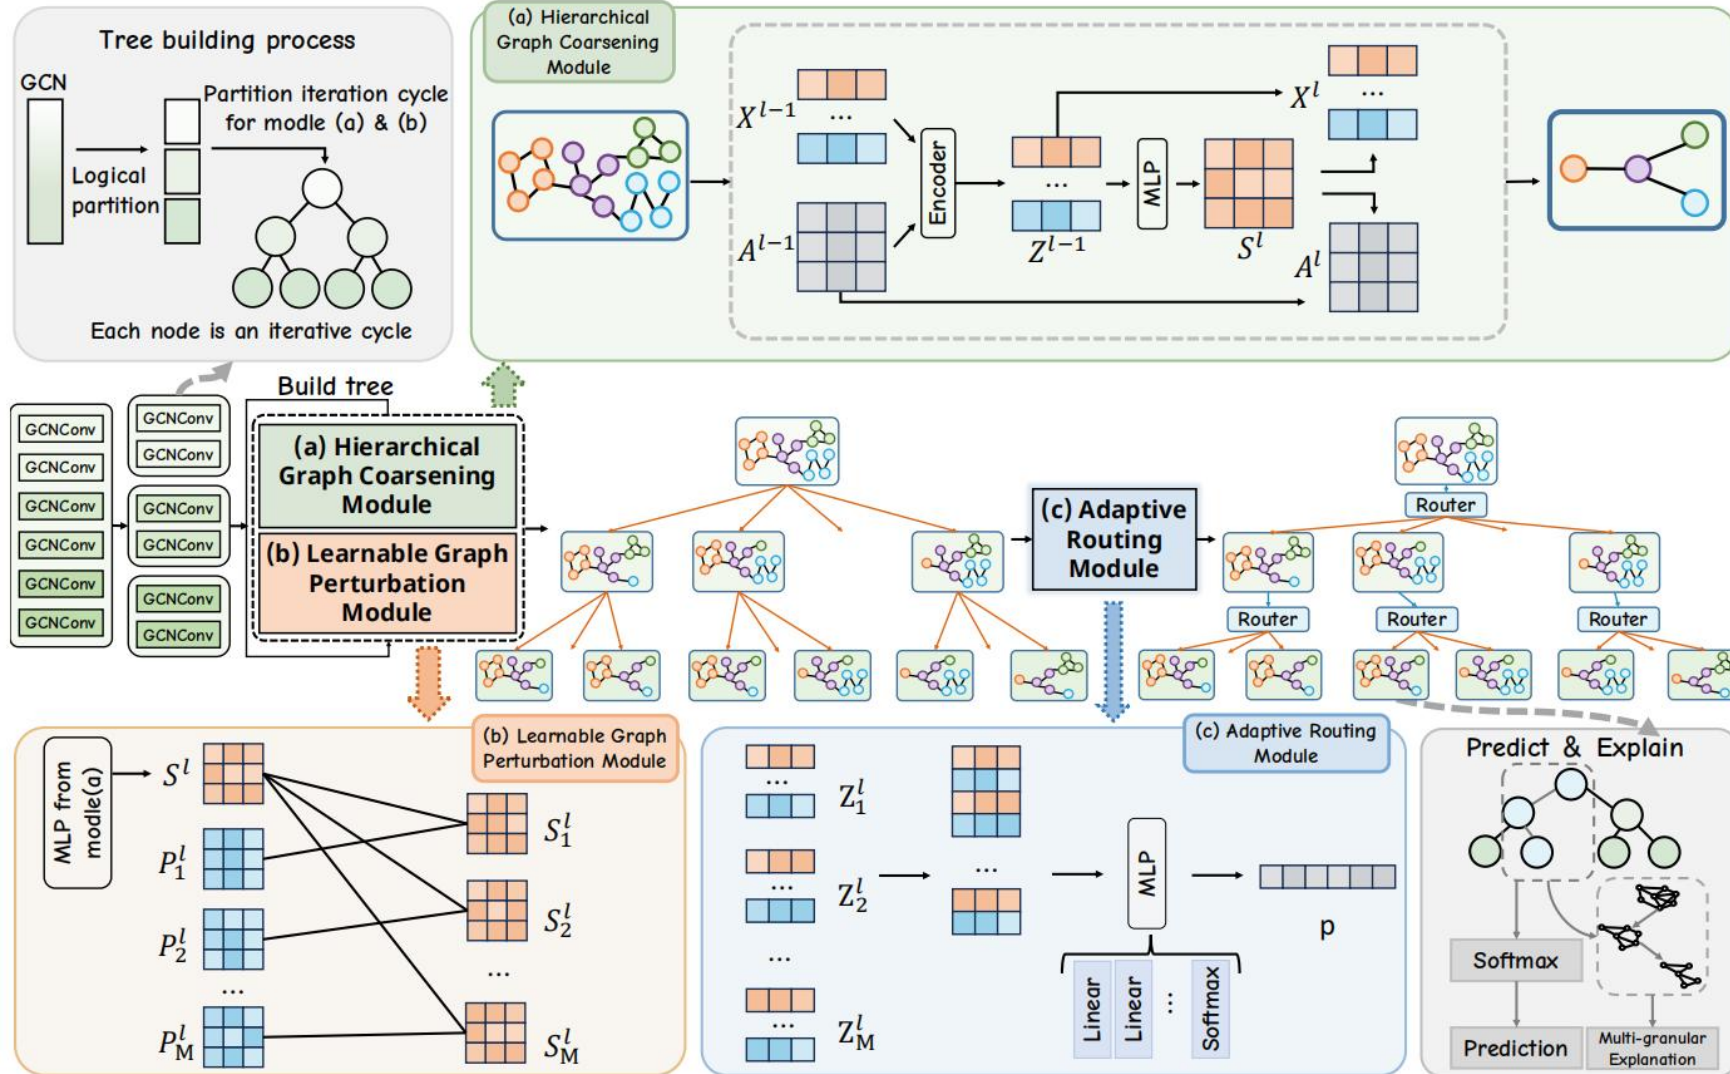 Tree building process
GCN
Partition iteration cycle
for modle (a) & (b)
Logical
partition
Each node is an iterative cycle
(a) Hierarchical
Graph Coarsening
Module
X^{l-1}
...
A^{l-1}
Encoder
...
Z^{l-1}
MLP
S^l
X^l
...
A^l
Build tree
GCNConv
GCNConv
GCNConv
GCNConv
GCNConv
GCNConv
GCNConv
GCNConv
GCNConv
GCNConv
GCNConv
GCNConv
(a) Hierarchical
Graph Coarsening
Module
(b) Learnable Graph
Perturbation
Module
(c) Adaptive
Routing
Module
Router
Router
Router
Router
(b) Learnable Graph
Perturbation Module
MLP from
modle(a)
S^l
P_1^l
P_2^l
...
P_M^l
S_1^l
S_2^l
...
S_M^l
(c) Adaptive Routing
Module
...
Z_1^l
...
Z_2^l
...
...
Z_M^l
...
MLP
p
Linear
Linear
...
Softmax
Predict & Explain
Softmax
Prediction
Multi-granular
Explanation